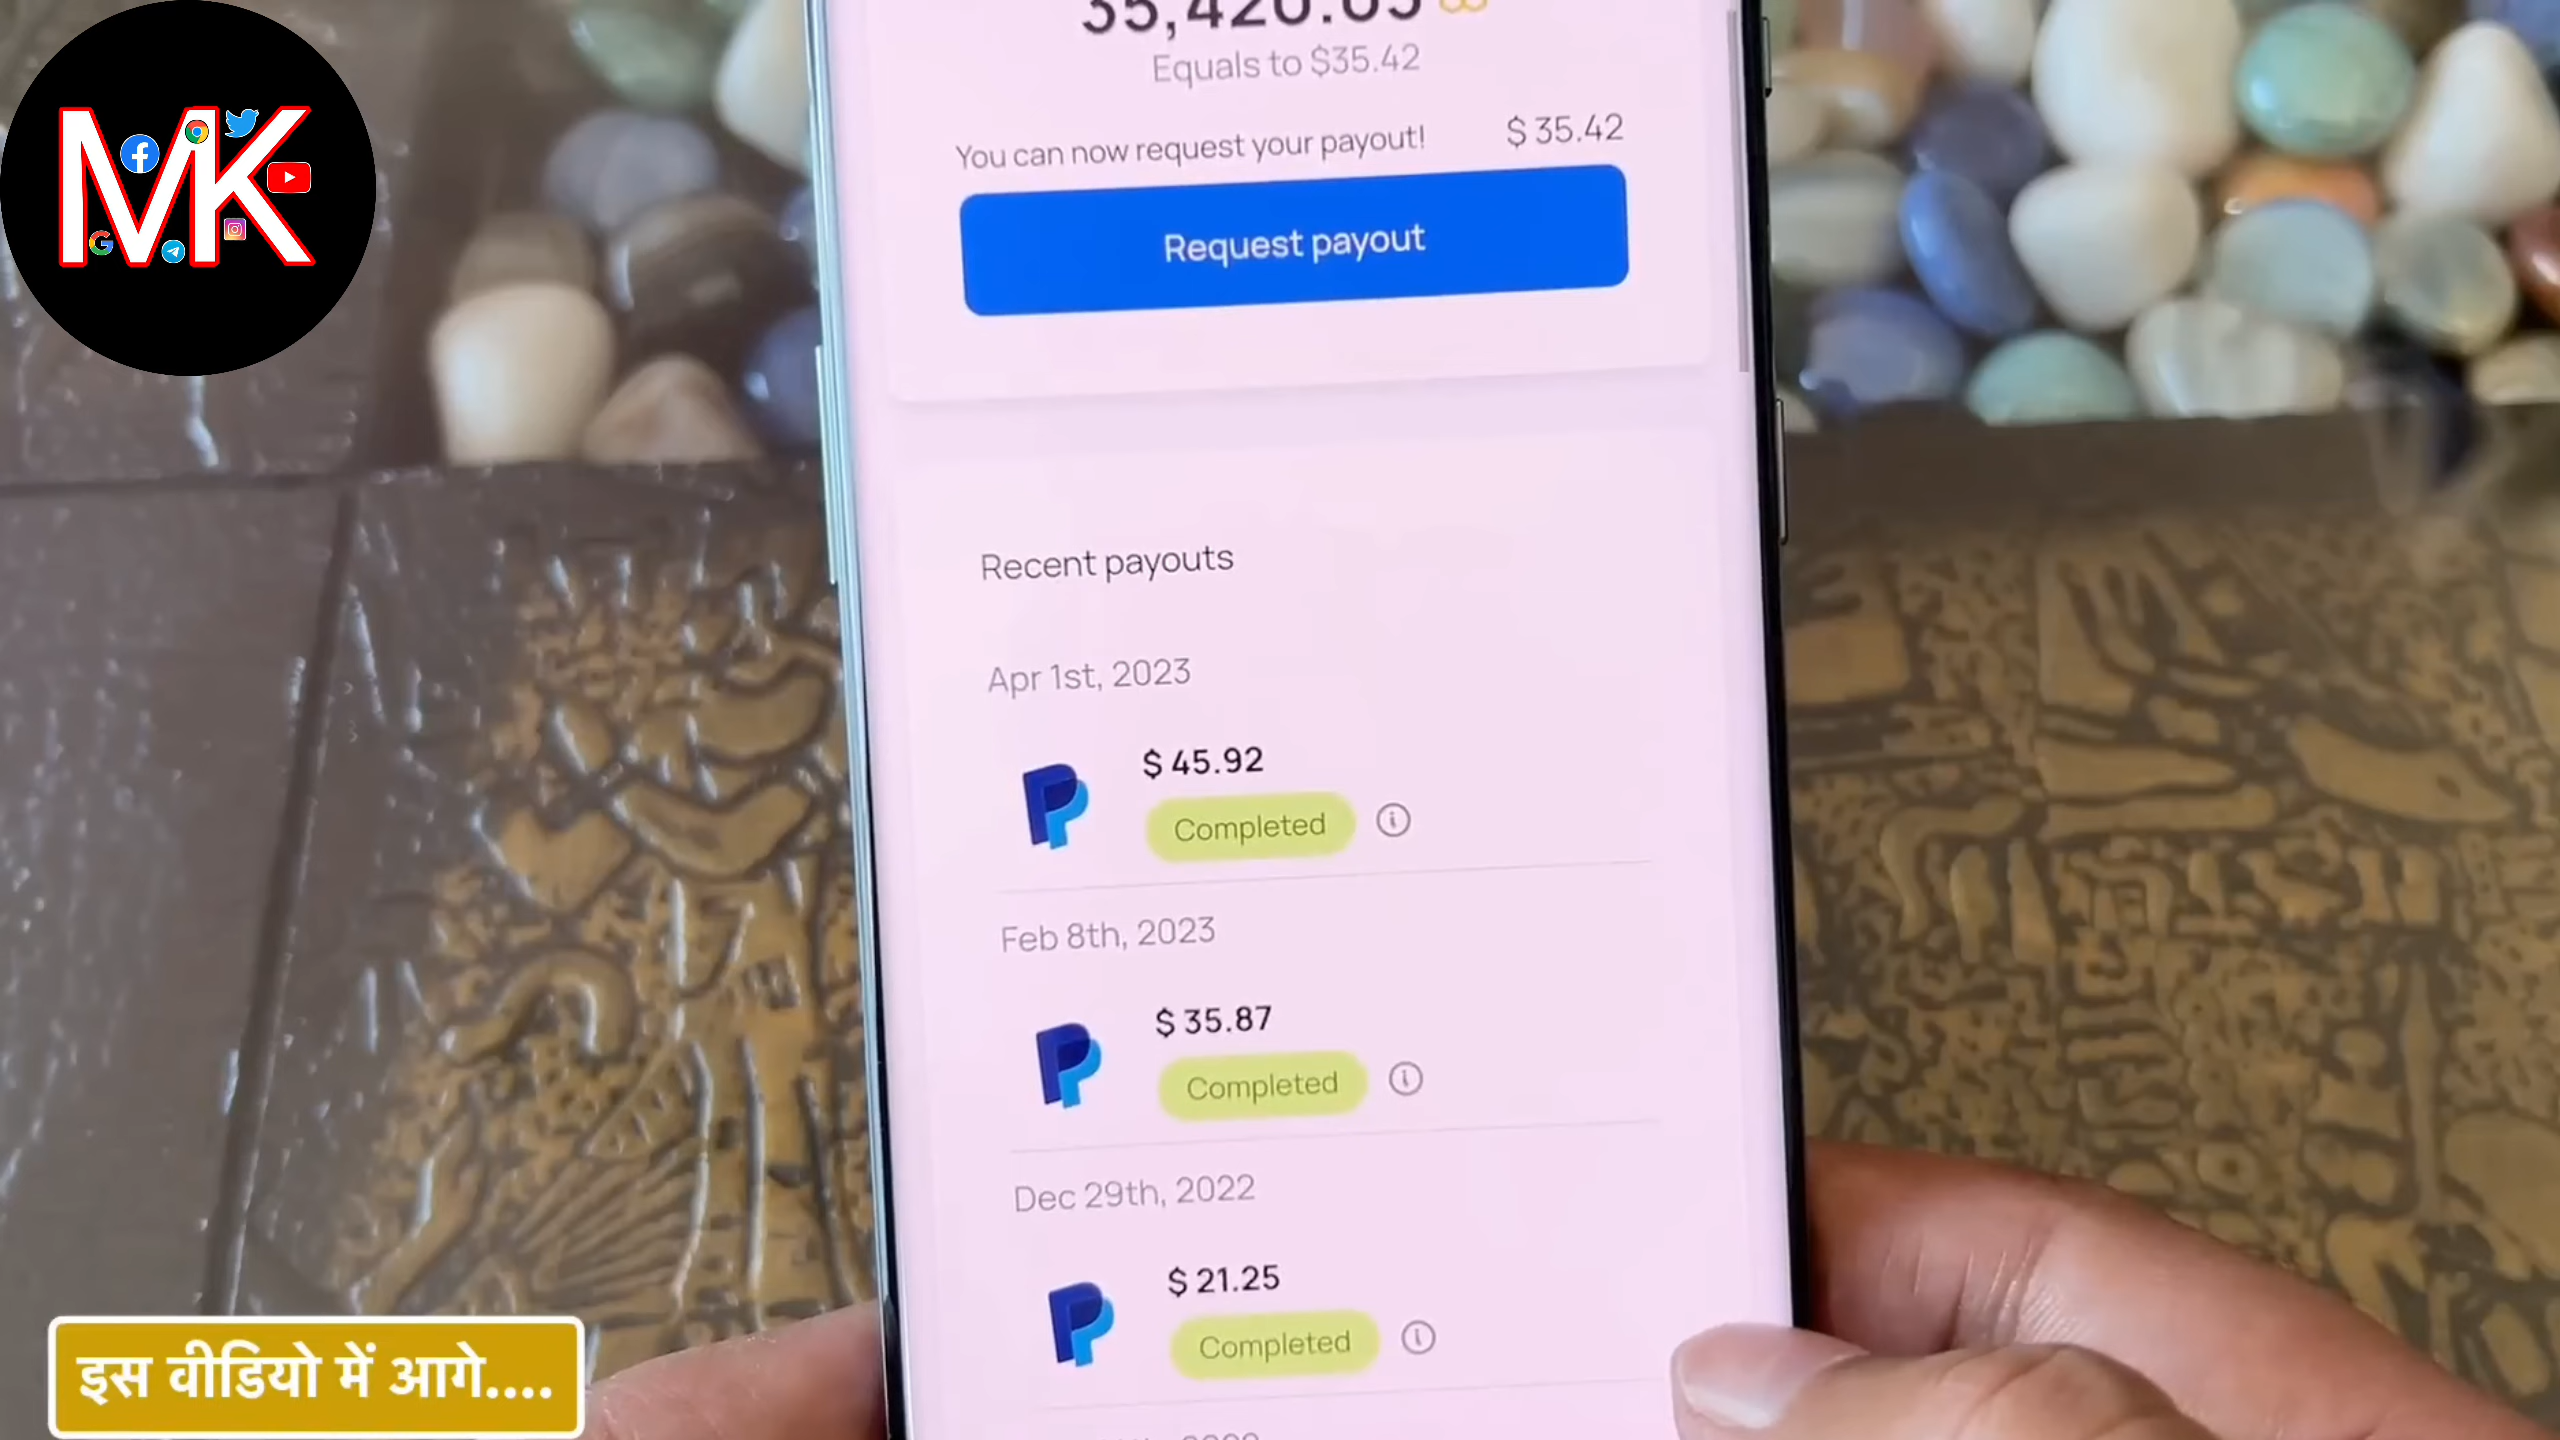 MK
35,420.05
Equals to $35.42
You can now request your payout!
$ 35.42
Request payout
Recent payouts
Apr 1st, 2023
$ 45.92
Completed
Feb 8th, 2023
$ 35.87
Completed
Dec 29th, 2022
$ 21.25
Completed
इस वीडियो में आगे....